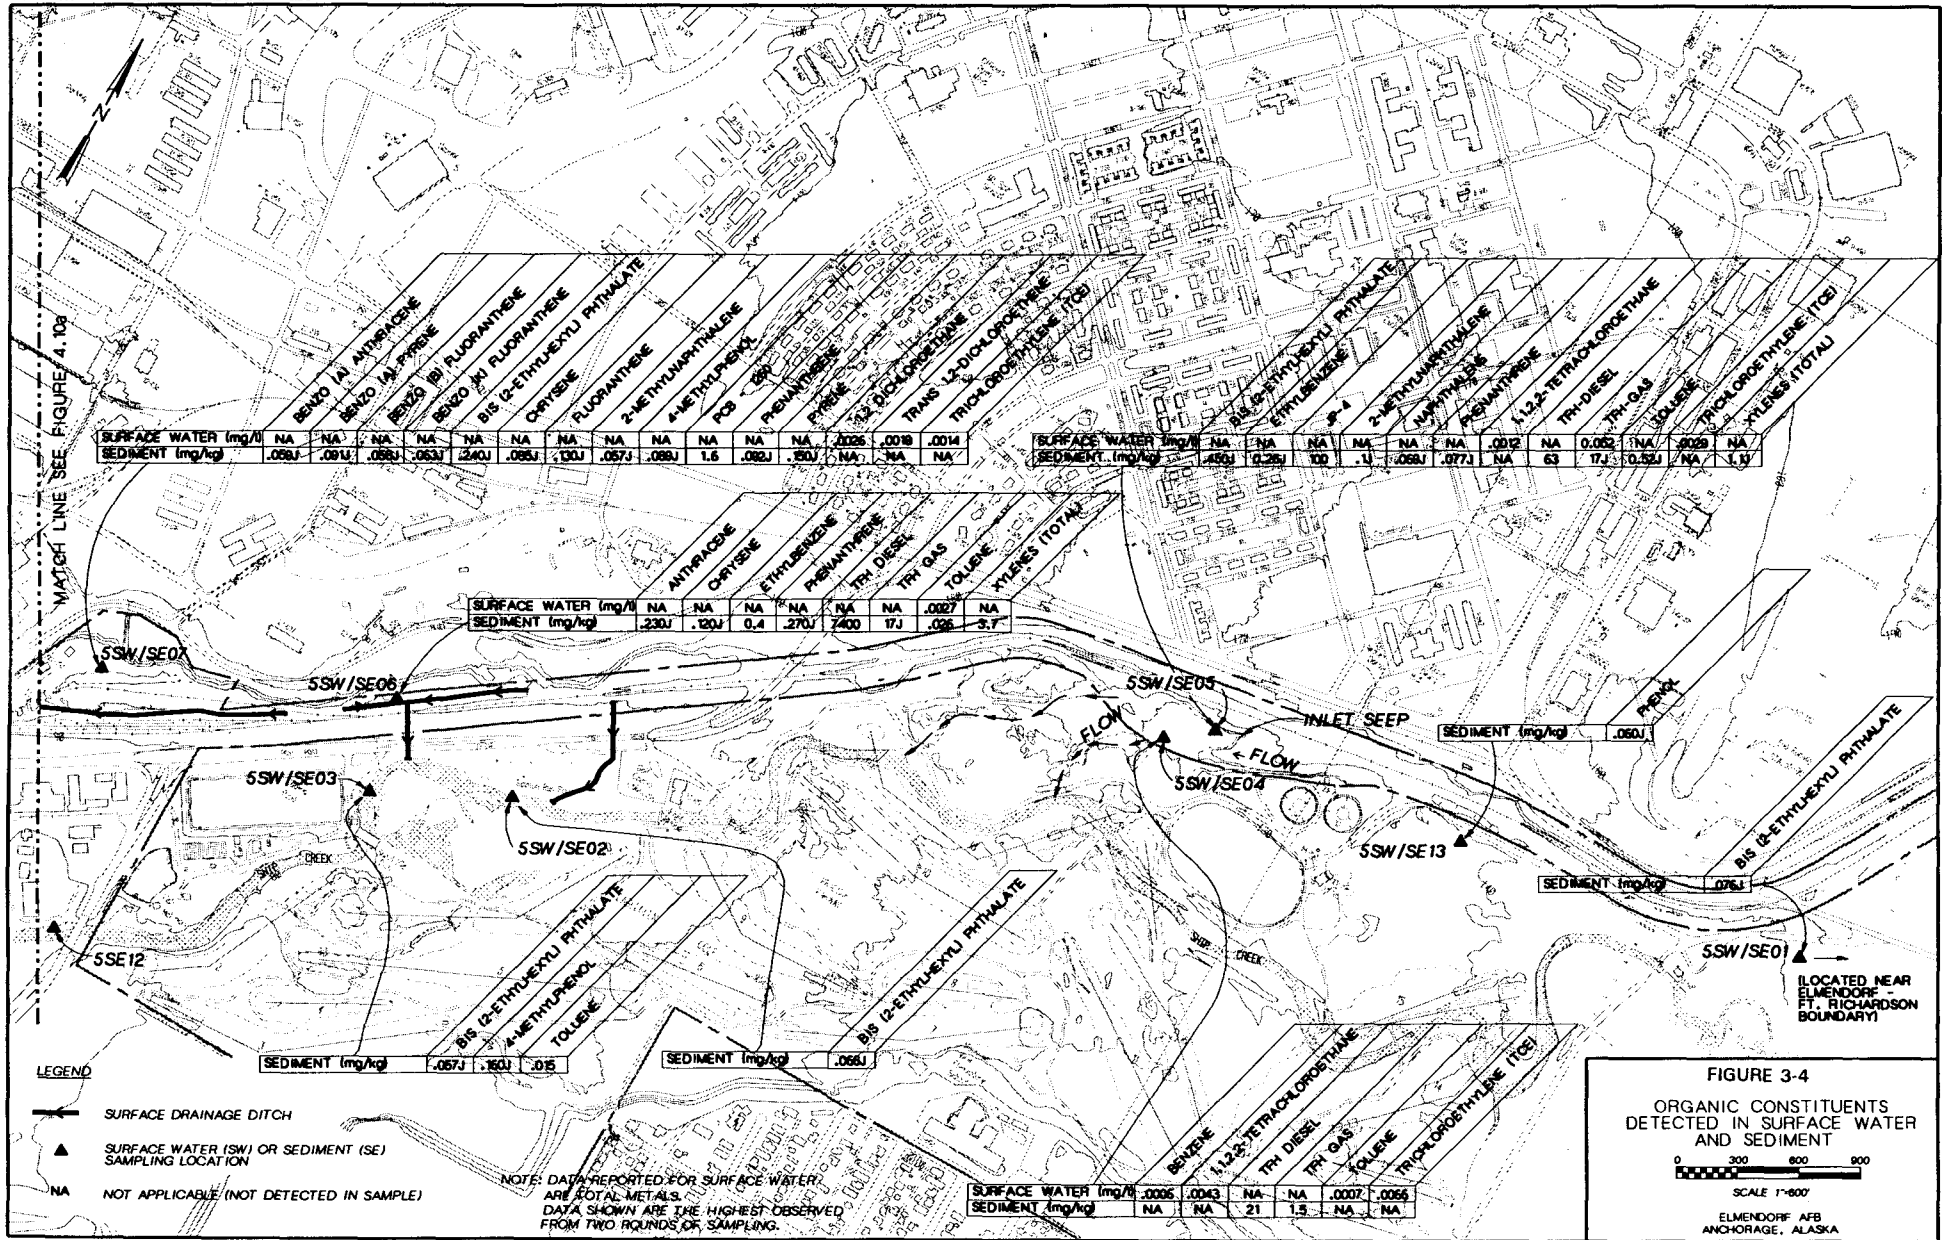 N
MATCH LINE SEE FIGURE 4.10a
BENZO (A) ANTHRACENE
BENZO (A) PYRENE
BENZO (B) FLUORANTHENE
BENZO (K) FLUORANTHENE
BIS (2-ETHYLHEXYL) PHTHALATE
CHRYSENE
FLUORANTHENE
2-METHYLNAPHTHALENE
4-METHYLPHENOL
PCB 1260
PHENANTHRENE
PYRENE
1,2 DICHLOROETHANE
TRANS 1,2-DICHLOROETHENE
TRICHLOROETHYLENE (TCE)
SURFACE WATER (mg/l) NA NA NA NA NA NA NA NA NA NA NA NA .0026 .0018 .0014
SEDIMENT (mg/kg) .059J .091J .058J .053J .240J .085J .130J .057J .089J 1.6 .092J .150J NA NA NA
BIS (2-ETHYLHEXYL) PHTHALATE
ETHYLBENZENE
JP-4
2-METHYLNAPHTHALENE
NAPHTHALENE
PHENANTHRENE
1,1,2,2-TETRACHLOROETHANE
TPH-DIESEL
TPH-GAS
TOLUENE
TRICHLOROETHYLENE (TCE)
XYLENES (TOTAL)
SURFACE WATER (mg/l) NA NA NA NA NA NA .0012 NA 0.052 NA .0029 NA
SEDIMENT (mg/kg) .450J 0.26J 100 .1J .068J .077J NA 63 17J 0.52J NA 1.1J
ANTHRACENE
CHRYSENE
ETHYLBENZENE
PHENANTHRENE
TPH DIESEL
TPH GAS
TOLUENE
XYLENES (TOTAL)
SURFACE WATER (mg/l) NA NA NA NA NA NA .0027 NA
SEDIMENT (mg/kg) .230J .120J 0.4 .270J 7400 17J .026 3.7
5SW/SE07
5SW/SE06
5SW/SE05
INLET SEEP
FLOW
FLOW
5SW/SE04
PHENOL
SEDIMENT (mg/kg) .060J
5SW/SE03
5SW/SE02
5SW/SE13
BIS (2-ETHYLHEXYL) PHTHALATE
SEDIMENT (mg/kg) .076J
SHIP CREEK
SHIP CREEK
5SE12
5SW/SE01
(LOCATED NEAR
ELMENDORF -
FT. RICHARDSON
BOUNDARY)
BIS (2-ETHYLHEXYL) PHTHALATE
4-METHYLPHENOL
TOLUENE
SEDIMENT (mg/kg) .057J .160J .015
BIS (2-ETHYLHEXYL) PHTHALATE
SEDIMENT (mg/kg) .066J
BENZENE
1,1,2,2-TETRACHLOROETHANE
TPH DIESEL
TPH GAS
TOLUENE
TRICHLOROETHYLENE (TCE)
SURFACE WATER (mg/l) .0006 .0043 NA NA .0007 .0066
SEDIMENT (mg/kg) NA NA 21 1.5 NA NA
LEGEND
SURFACE DRAINAGE DITCH
SURFACE WATER (SW) OR SEDIMENT (SE)
SAMPLING LOCATION
NA NOT APPLICABLE (NOT DETECTED IN SAMPLE)
NOTE: DATA REPORTED FOR SURFACE WATER
ARE TOTAL METALS.
DATA SHOWN ARE THE HIGHEST OBSERVED
FROM TWO ROUNDS OF SAMPLING.
FIGURE 3-4
ORGANIC CONSTITUENTS
DETECTED IN SURFACE WATER
AND SEDIMENT
0 300 600 900
SCALE 1"=600'
ELMENDORF AFB
ANCHORAGE, ALASKA